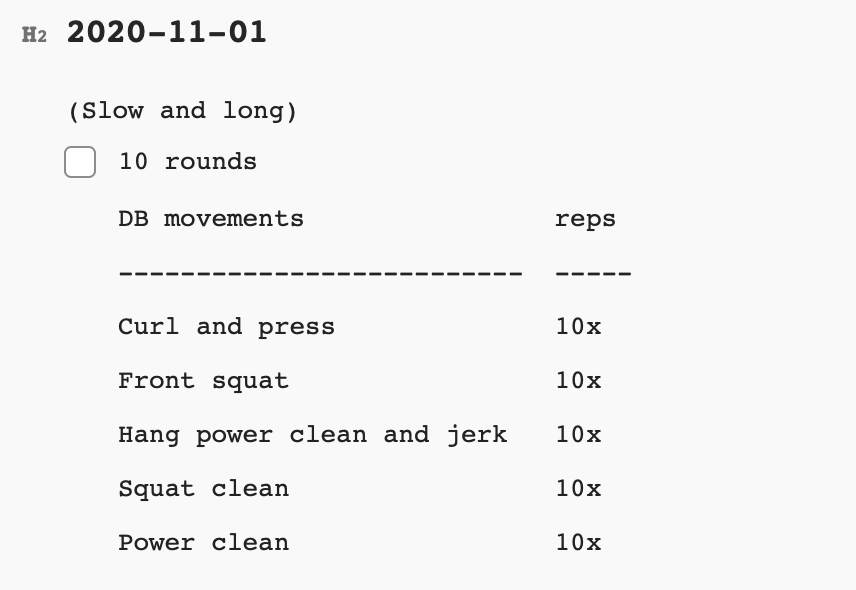 H2 2020-11-01
(Slow and long)
10 rounds
DB movements reps
-------------------------- -----
Curl and press 10x
Front squat 10x
Hang power clean and jerk 10x
Squat clean 10x
Power clean 10x